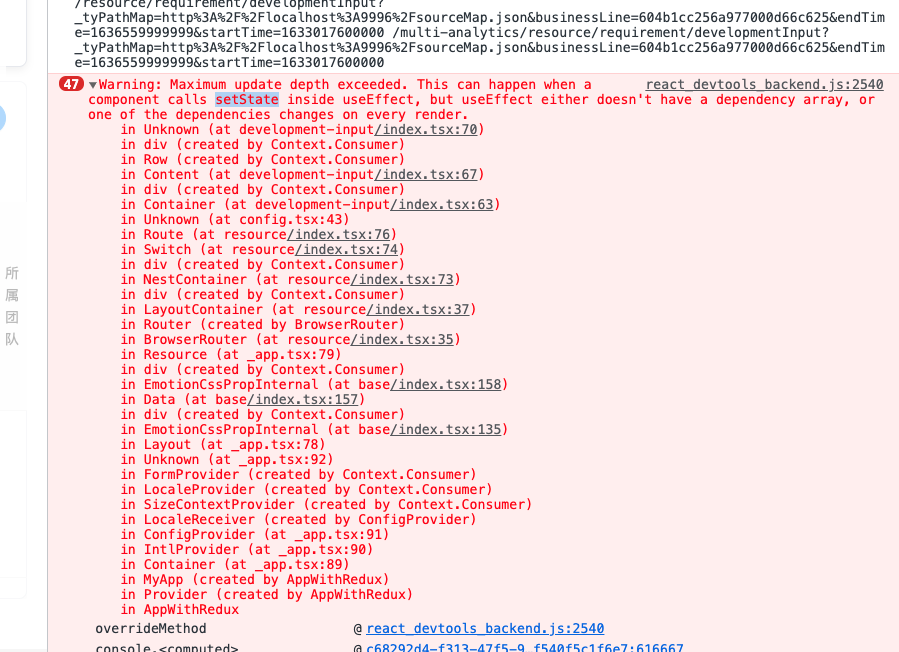 /resource/requirement/developmentInput?
_tyPathMap=http%3A%2F%2Flocalhost%3A9996%2FsourceMap.json&businessLine=604b1cc256a977000d66c625&endTim
e=1636559999999&startTime=1633017600000 /multi-analytics/resource/requirement/developmentInput?
_tyPathMap=http%3A%2F%2Flocalhost%3A9996%2FsourceMap.json&businessLine=604b1cc256a977000d66c625&endTim
e=1636559999999&startTime=1633017600000
47 ▼Warning: Maximum update depth exceeded. This can happen when a react_devtools_backend.js:2540
component calls setState inside useEffect, but useEffect either doesn't have a dependency array, or
one of the dependencies changes on every render.
in Unknown (at development-input/index.tsx:70)
in div (created by Context.Consumer)
in Row (created by Context.Consumer)
in Content (at development-input/index.tsx:67)
in div (created by Context.Consumer)
in Container (at development-input/index.tsx:63)
in Unknown (at config.tsx:43)
in Route (at resource/index.tsx:76)
in Switch (at resource/index.tsx:74)
in div (created by Context.Consumer)
in NestContainer (at resource/index.tsx:73)
in div (created by Context.Consumer)
in LayoutContainer (at resource/index.tsx:37)
in Router (created by BrowserRouter)
in BrowserRouter (at resource/index.tsx:35)
in Resource (at _app.tsx:79)
in div (created by Context.Consumer)
in EmotionCssPropInternal (at base/index.tsx:158)
in Data (at base/index.tsx:157)
in div (created by Context.Consumer)
in EmotionCssPropInternal (at base/index.tsx:135)
in Layout (at _app.tsx:78)
in Unknown (at _app.tsx:92)
in FormProvider (created by Context.Consumer)
in LocaleProvider (created by Context.Consumer)
in SizeContextProvider (created by Context.Consumer)
in LocaleReceiver (created by ConfigProvider)
in ConfigProvider (at _app.tsx:91)
in IntlProvider (at _app.tsx:90)
in Container (at _app.tsx:89)
in MyApp (created by AppWithRedux)
in Provider (created by AppWithRedux)
in AppWithRedux
overrideMethod @ react_devtools_backend.js:2540
console.<computed> @ c68292d4-f313-47f5-9…f540f5c1f6e7:616667
所属团队